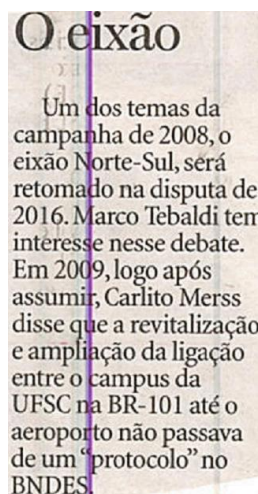 O eixão
Um dos temas da
campanha de 2008, o
eixão Norte-Sul, será
retomado na disputa de
2016. Marco Tebaldi tem
interesse nesse debate.
Em 2009, logo após
assumir, Carlito Merss
disse que a revitalização
e ampliação da ligação
entre o campus da
UFSC na BR-101 até o
aeroporto não passava
de um “protocolo” no
BNDES.